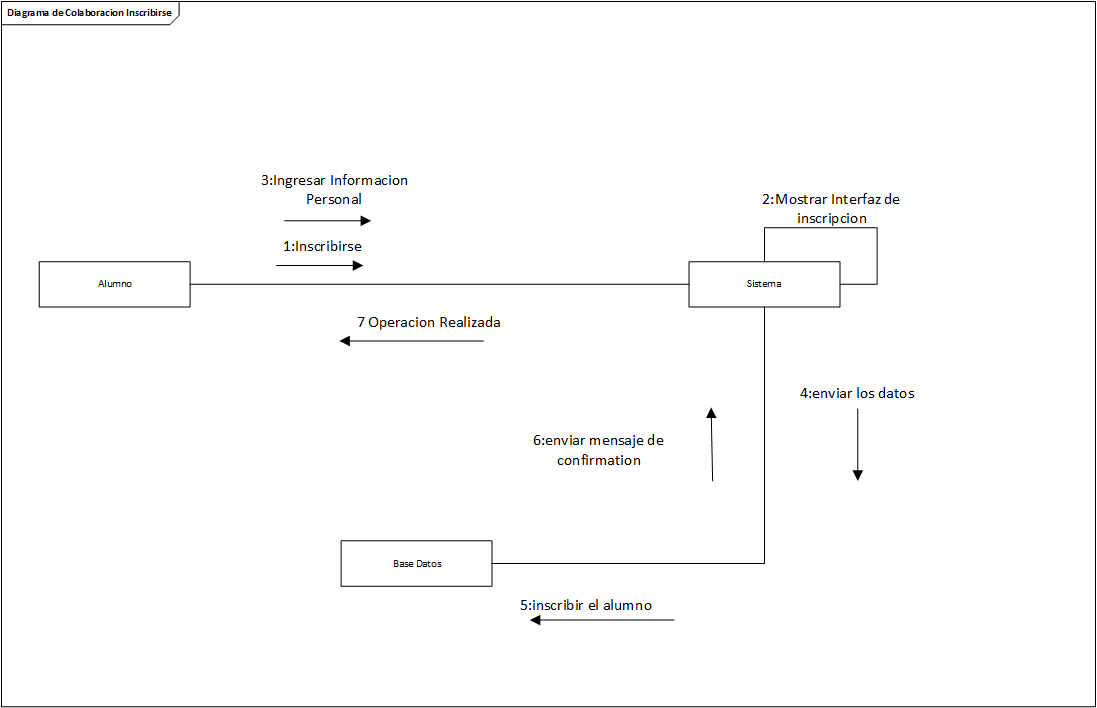 Diagrama de Colaboracion Inscribirse
3:Ingresar Informacion
Personal
1:Inscribirse
2:Mostrar Interfaz de
inscripcion
Alumno
Sistema
7 Operacion Realizada
4:enviar los datos
6:enviar mensaje de
confirmation
Base Datos
5:inscribir el alumno